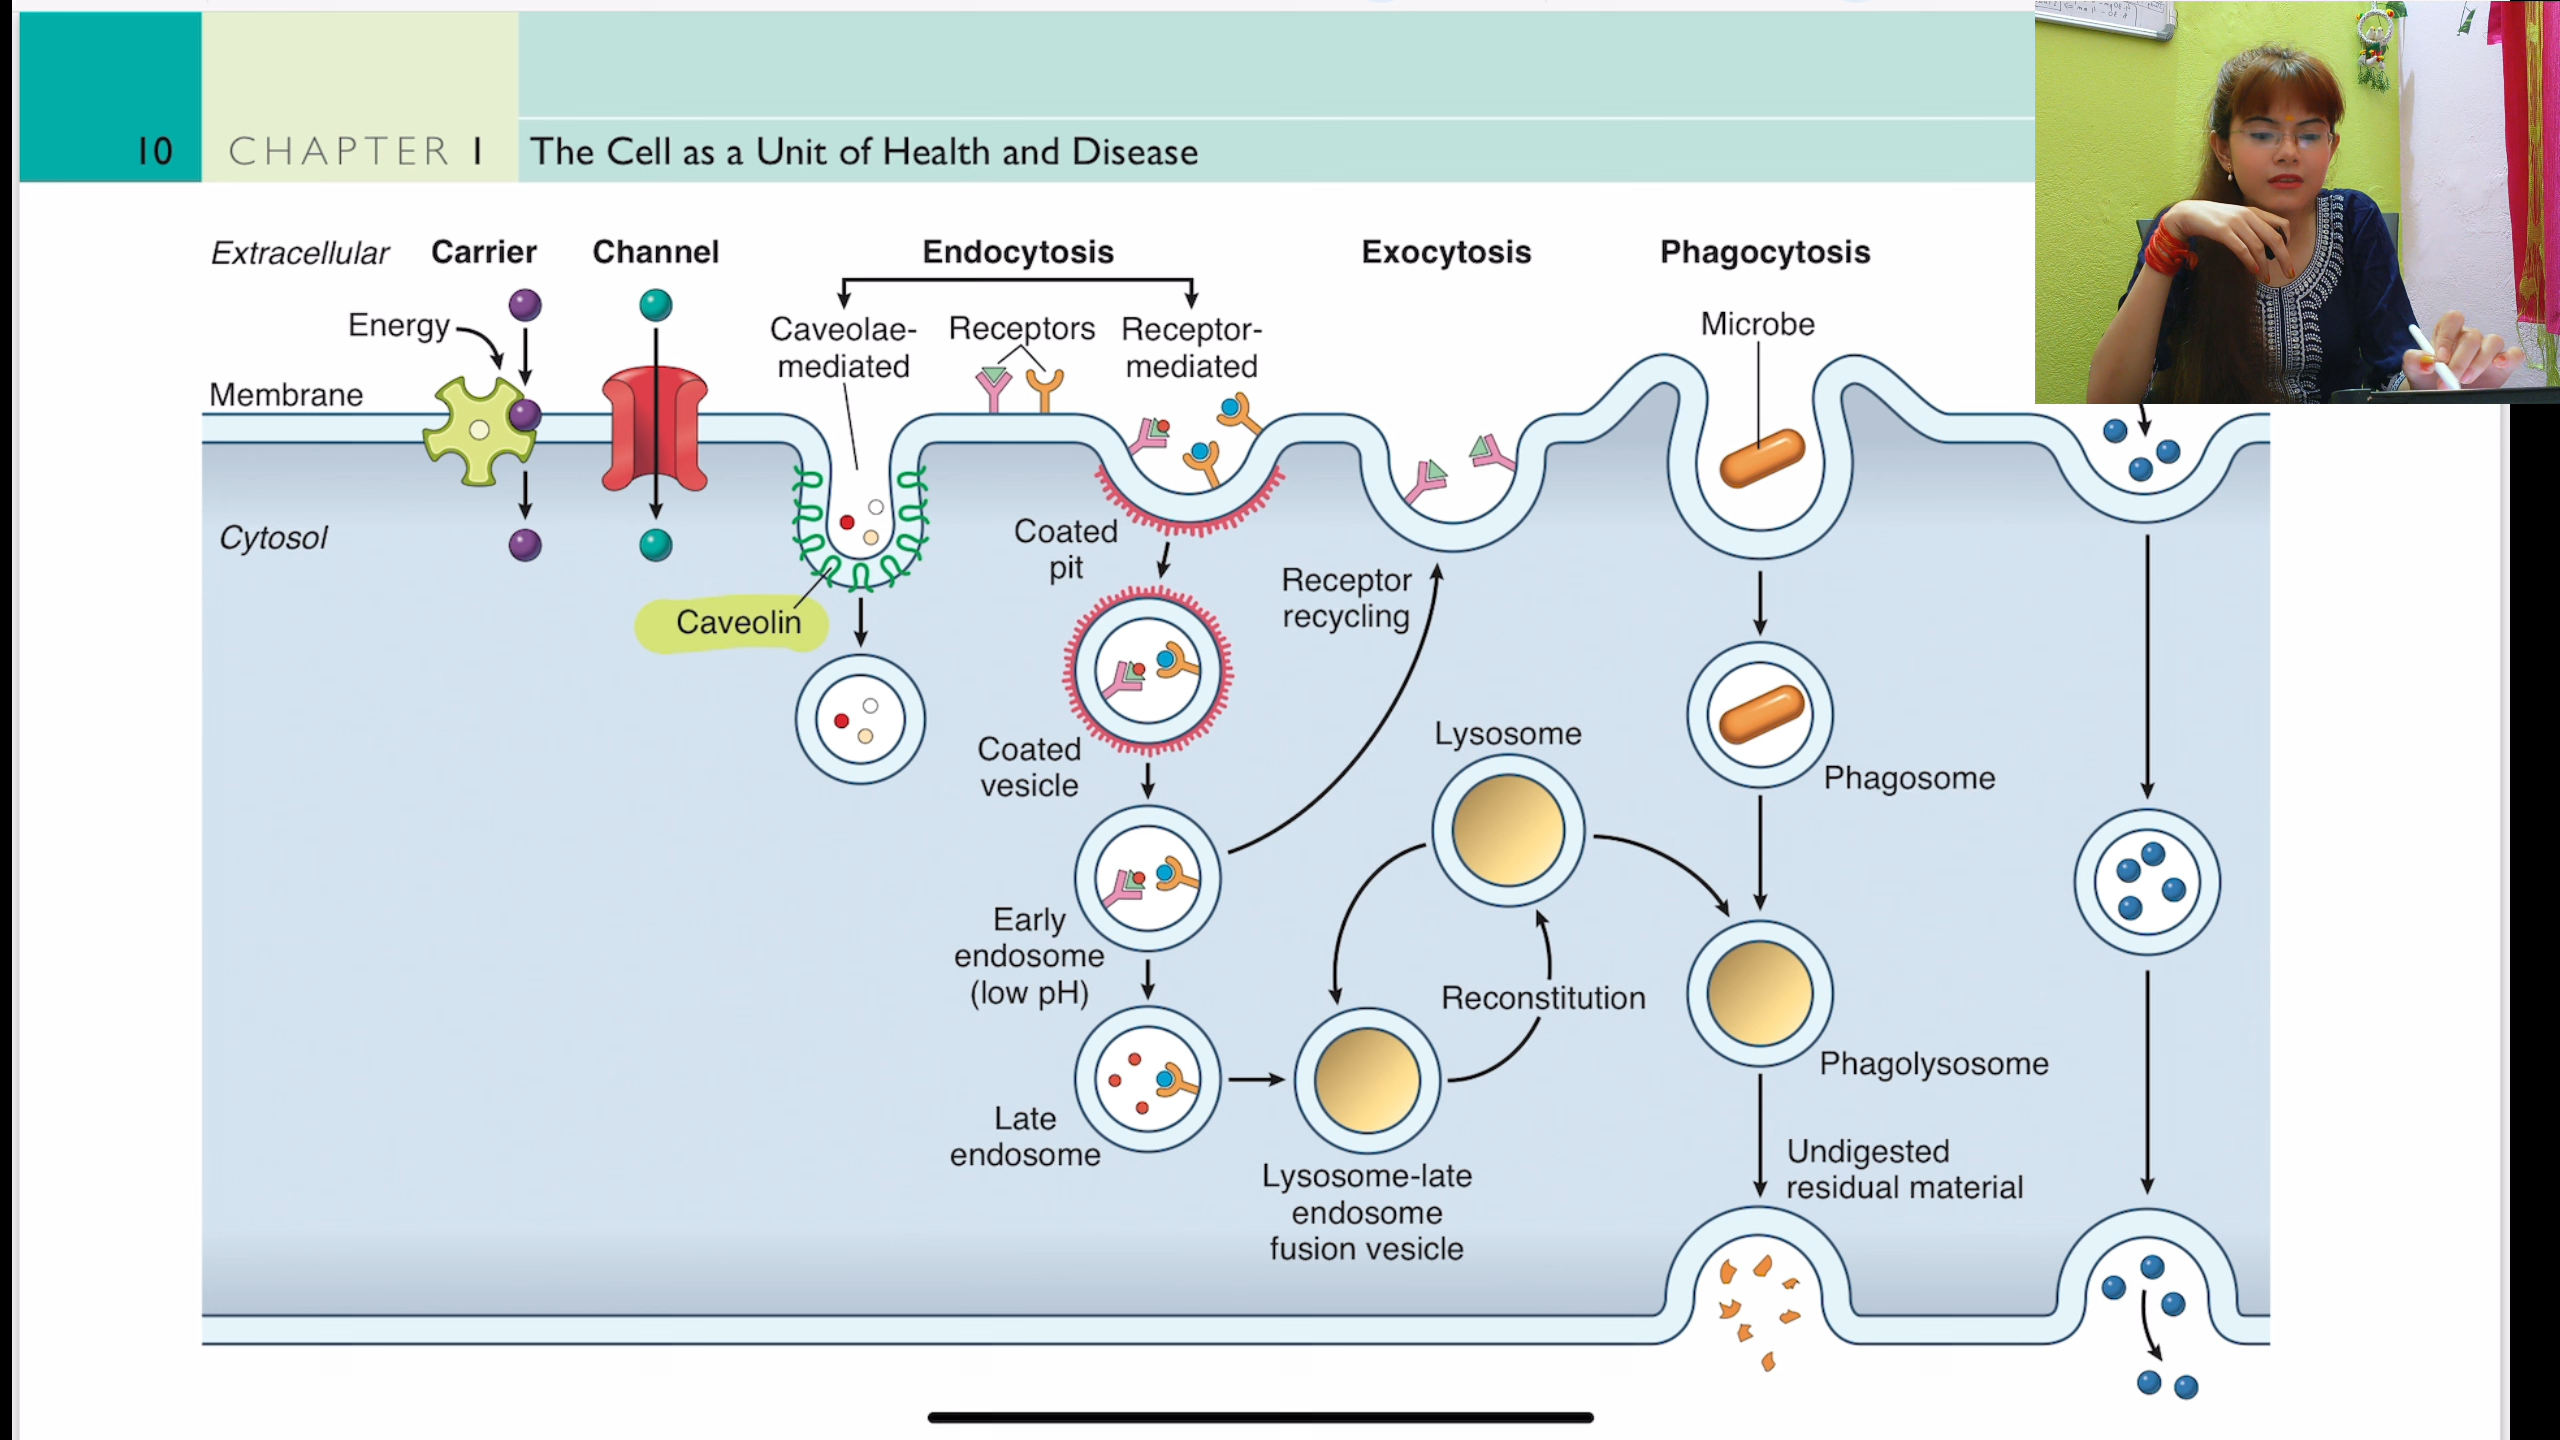 10 CHAPTER 1 The Cell as a Unit of Health and Disease
Extracellular
Carrier
Channel
Endocytosis
Exocytosis
Phagocytosis
Energy
Caveolae-
mediated
Receptors
Receptor-
mediated
Microbe
Membrane
Cytosol
Coated
pit
Receptor
recycling
Caveolin
Lysosome
Coated
vesicle
Phagosome
Early
endosome
(low pH)
Reconstitution
Phagolysosome
Late
endosome
Undigested
residual material
Lysosome-late
endosome
fusion vesicle